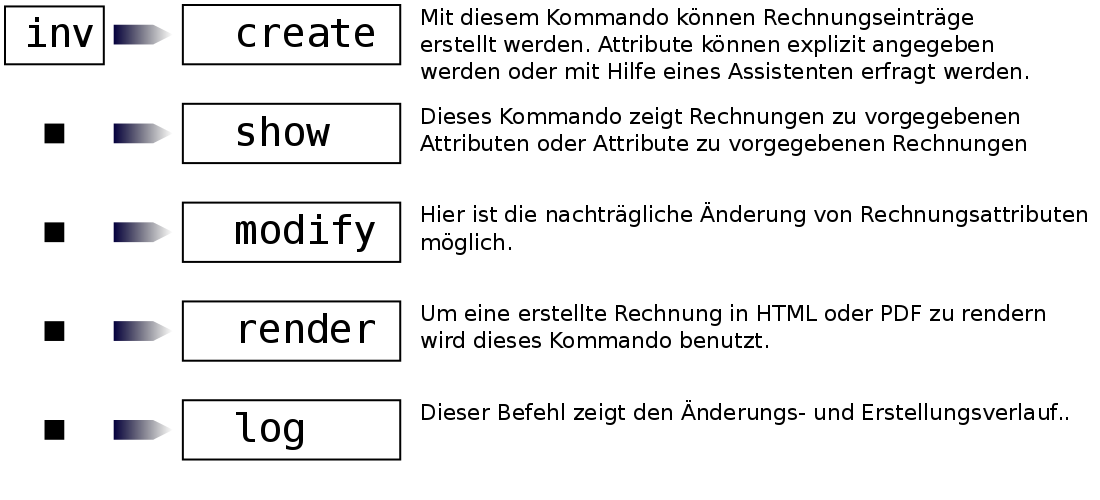 inv
create
Mit diesem Kommando können Rechnungseinträge
erstellt werden. Attribute können explizit angegeben
werden oder mit Hilfe eines Assistenten erfragt werden.
show
Dieses Kommando zeigt Rechnungen zu vorgegebenen
Attributen oder Attribute zu vorgegebenen Rechnungen
modify
Hier ist die nachträgliche Änderung von Rechnungsattributen
möglich.
render
Um eine erstellte Rechnung in HTML oder PDF zu rendern
wird dieses Kommando benutzt.
log
Dieser Befehl zeigt den Änderungs- und Erstellungsverlauf..